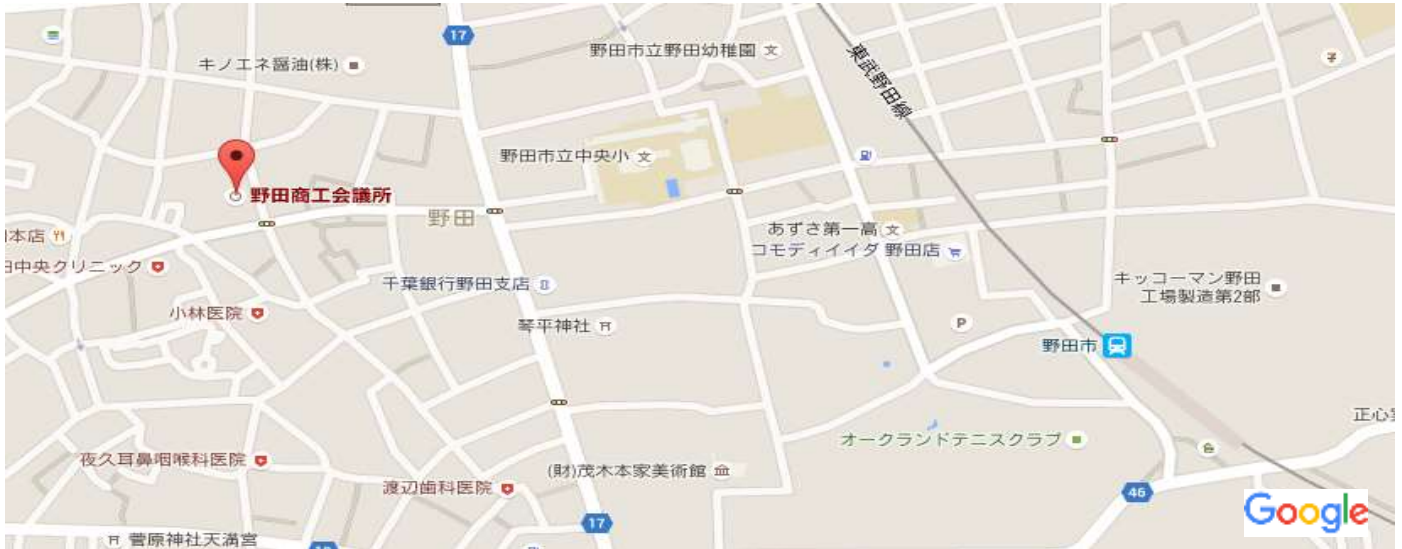 17
キノエネ醤油(株)
野田市立野田幼稚園
東武野田線
野田市立中央小
野田商工会議所
野田
本店
田中央クリニック
あずさ第一高
コモディイイダ 野田店
千葉銀行野田支店
キッコーマン野田
工場製造第2部
小林医院
琴平神社
P
野田市
正心
オークランドテニスクラブ
夜久耳鼻咽喉科医院
(財)茂木本家美術館
渡辺歯科医院
46
17
Google
菅原神社天満宮